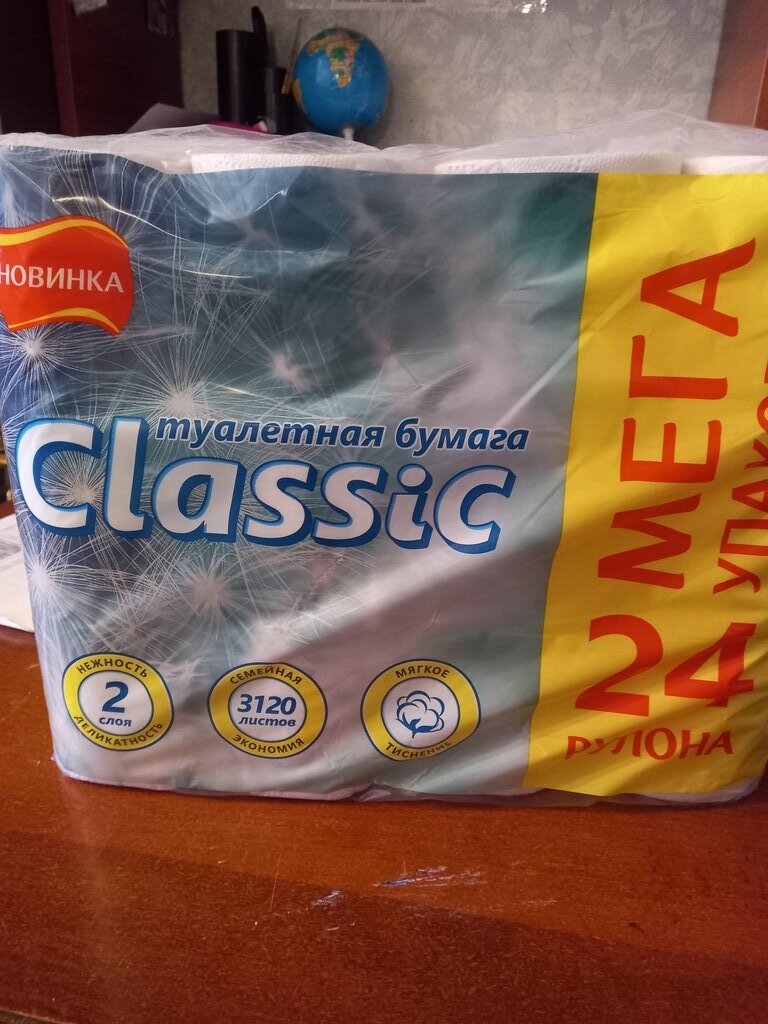 НОВИНКА
туалетная бумага
Classic
НЕЖНОСТЬ
2
слоя
ДЕЛИКАТНОСТЬ
СЕМЕЙНАЯ
3120
листов
ЭКОНОМИЯ
МЯГКОЕ
ТИСНЕНИЕ
МЕГА
24
РУЛОНА